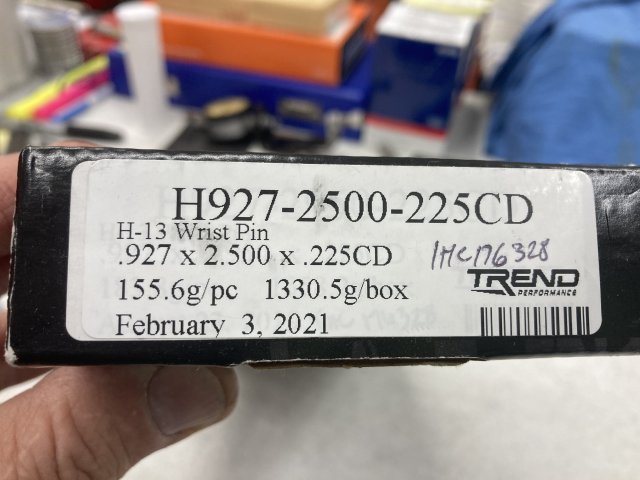 H927-2500-225CD
H-13 Wrist Pin
.927 x 2.500 x .225CD
155.6g/pc 1330.5g/box
February 3, 2021
TREND
PERFORMANCE